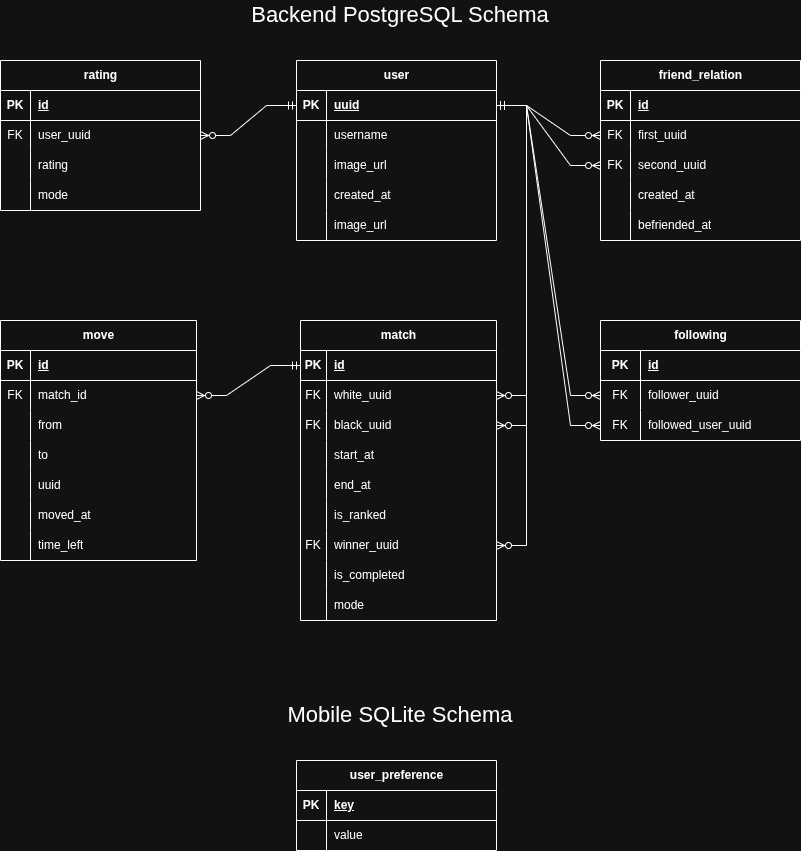 Backend PostgreSQL Schema
rating
PK id
FK user_uuid
rating
mode
user
PK uuid
username
image_url
created_at
image_url
friend_relation
PK id
FK first_uuid
FK second_uuid
created_at
befriended_at
move
PK id
FK match_id
from
to
uuid
moved_at
time_left
match
PK id
FK white_uuid
FK black_uuid
start_at
end_at
is_ranked
FK winner_uuid
is_completed
mode
following
PK id
FK follower_uuid
FK followed_user_uuid
Mobile SQLite Schema
user_preference
PK key
value